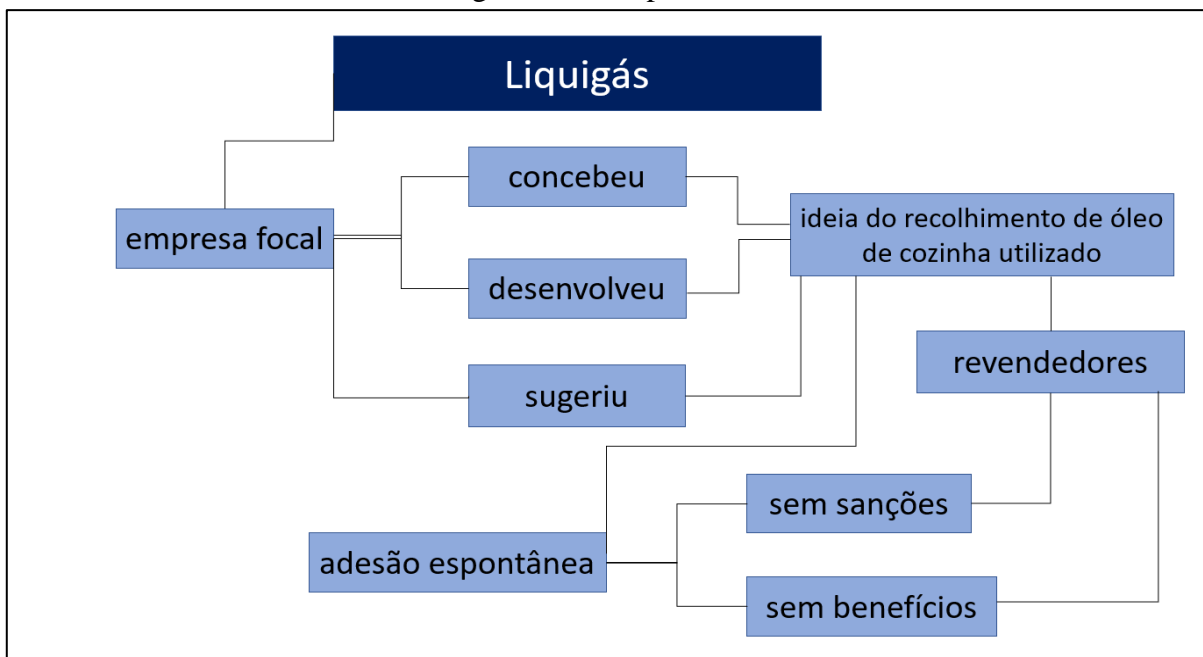 Liquigás
concebeu
empresa focal
ideia do recolhimento de óleo
de cozinha utilizado
desenvolveu
revendedores
sugeriu
sem sanções
adesão espontânea
sem benefícios